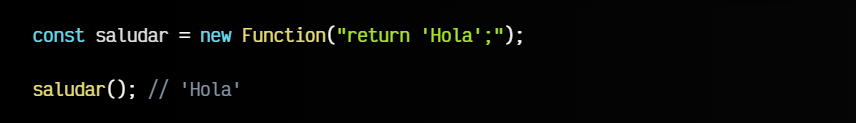 const saludar = new Function("return 'Hola';");
saludar(); // 'Hola'